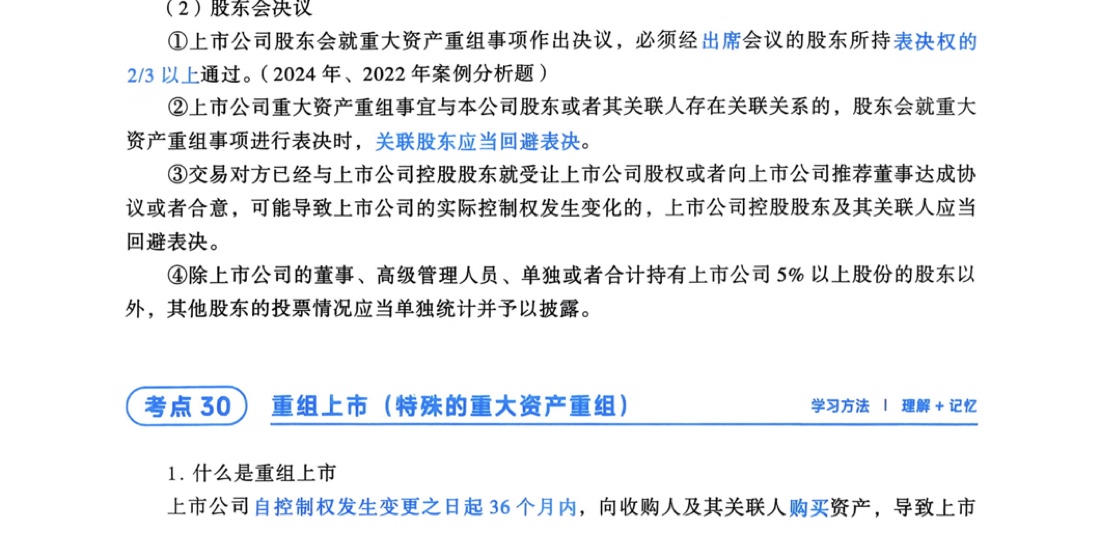 （2）股东会决议
①上市公司股东会就重大资产重组事项作出决议，必须经出席会议的股东所持表决权的
2/3 以上通过。（2024 年、2022 年案例分析题）
②上市公司重大资产重组事宜与本公司股东或者其关联人存在关联关系的，股东会就重大
资产重组事项进行表决时，关联股东应当回避表决。
③交易对方已经与上市公司控股股东就受让上市公司股权或者向上市公司推荐董事达成协
议或者合意，可能导致上市公司的实际控制权发生变化的，上市公司控股股东及其关联人应当
回避表决。
④除上市公司的董事、高级管理人员、单独或者合计持有上市公司 5% 以上股份的股东以
外，其他股东的投票情况应当单独统计并予以披露。
考点 30 重组上市（特殊的重大资产重组） 学习方法 | 理解 + 记忆
1. 什么是重组上市
上市公司自控制权发生变更之日起 36 个月内，向收购人及其关联人购买资产，导致上市